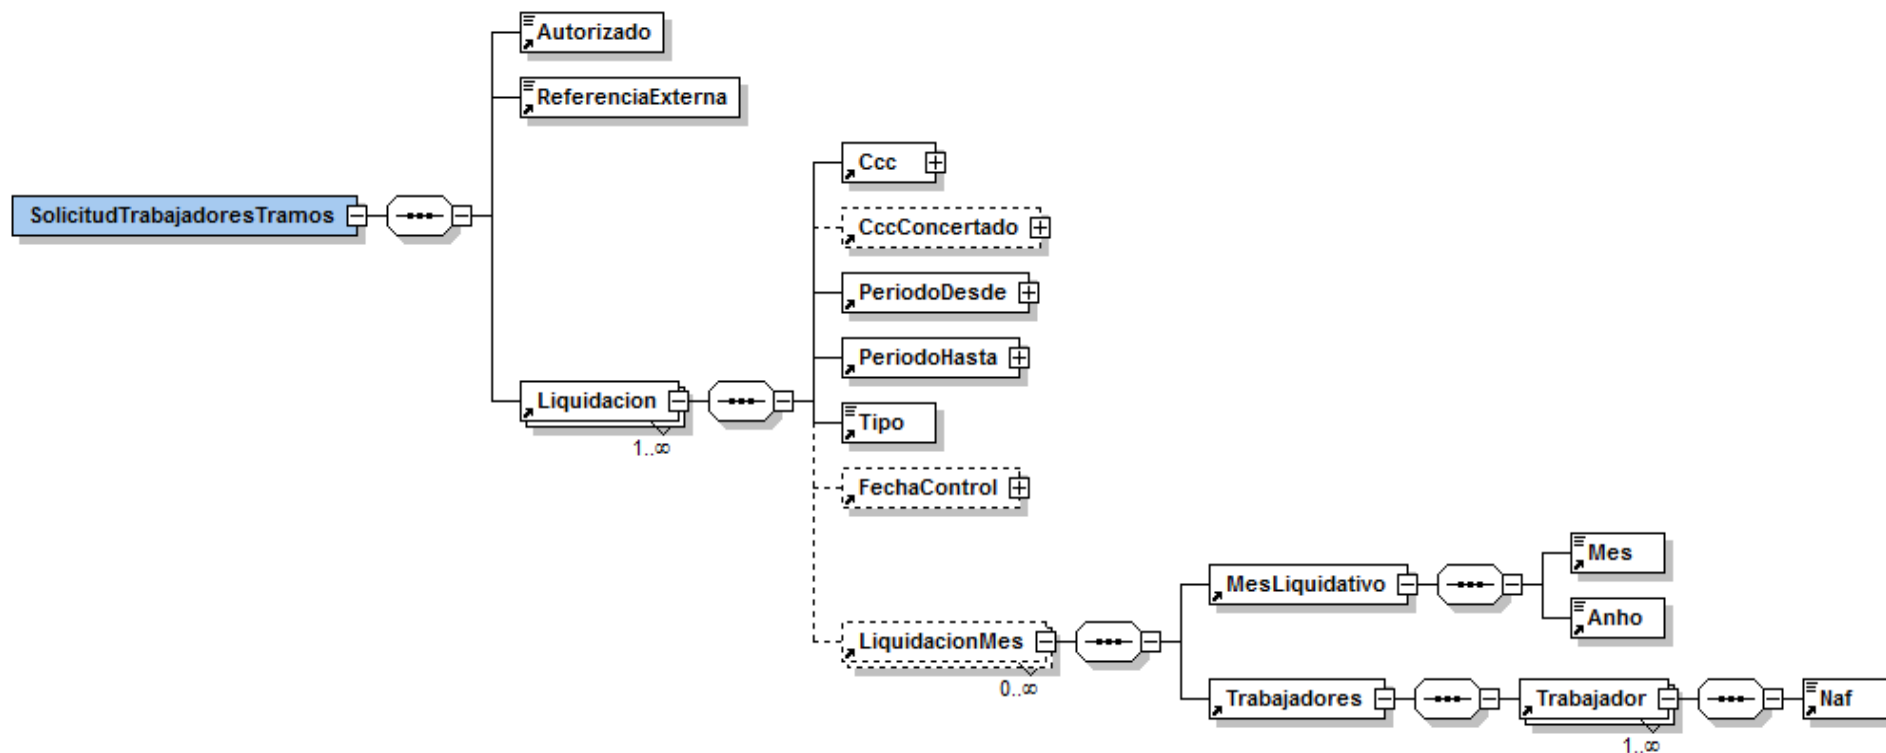 Autorizado
ReferenciaExterna
Ccc
CccConcertado
SolicitudTrabajadoresTramos
PeriodoDesde
PeriodoHasta
Liquidacion
1..∞
Tipo
FechaControl
Mes
MesLiquidativo
Anho
LiquidacionMes
0..∞
Trabajadores
Trabajador
1..∞
Naf